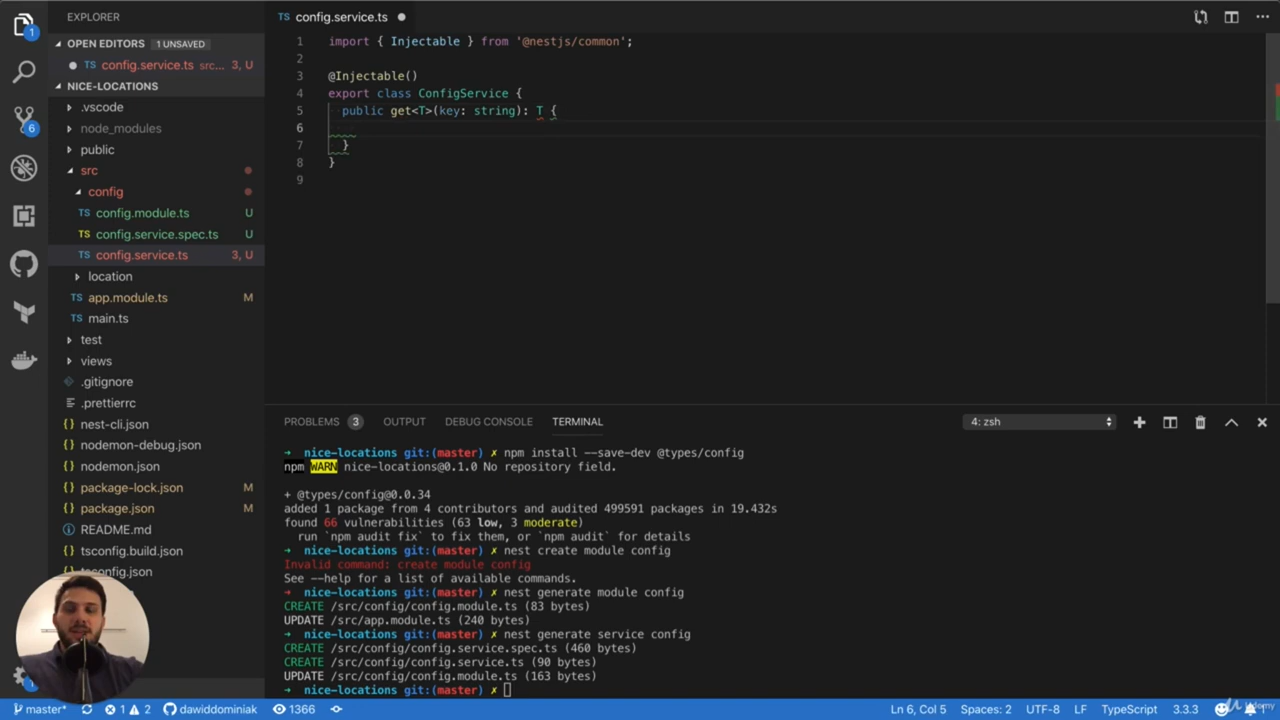 EXPLORER
OPEN EDITORS 1 UNSAVED
TS config.service.ts src... 3, U
NICE-LOCATIONS
.vscode
node_modules
public
src
config
TS config.module.ts U
TS config.service.spec.ts U
TS config.service.ts 3, U
location
TS app.module.ts M
TS main.ts
test
views
.gitignore
.prettierrc
{} nest-cli.json
{} nodemon-debug.json
{} nodemon.json
{} package-lock.json M
{} package.json M
README.md
{} tsconfig.build.json
tsconfig.json
1
6
TS config.service.ts
1 import { Injectable } from '@nestjs/common';
2
3 @Injectable()
4 export class ConfigService {
5 public get<T>(key: string): T {
6
7 }
8 }
9
PROBLEMS 3 OUTPUT DEBUG CONSOLE TERMINAL 4: zsh
➜ nice-locations git:(master) ✗ npm install --save-dev @types/config
npm WARN nice-locations@0.1.0 No repository field.
+ @types/config@0.0.34
added 1 package from 4 contributors and audited 499591 packages in 19.432s
found 66 vulnerabilities (63 low, 3 moderate)
run `npm audit fix` to fix them, or `npm audit` for details
➜ nice-locations git:(master) ✗ nest create module config
Invalid command: create module config
See --help for a list of available commands.
➜ nice-locations git:(master) ✗ nest generate module config
CREATE /src/config/config.module.ts (83 bytes)
UPDATE /src/app.module.ts (240 bytes)
➜ nice-locations git:(master) ✗ nest generate service config
CREATE /src/config/config.service.spec.ts (460 bytes)
CREATE /src/config/config.service.ts (90 bytes)
UPDATE /src/config/config.module.ts (163 bytes)
➜ nice-locations git:(master) ✗
master* 1 2 dawiddominiak 1366 Ln 6, Col 5 Spaces: 2 UTF-8 LF TypeScript 3.3.3
Udemy